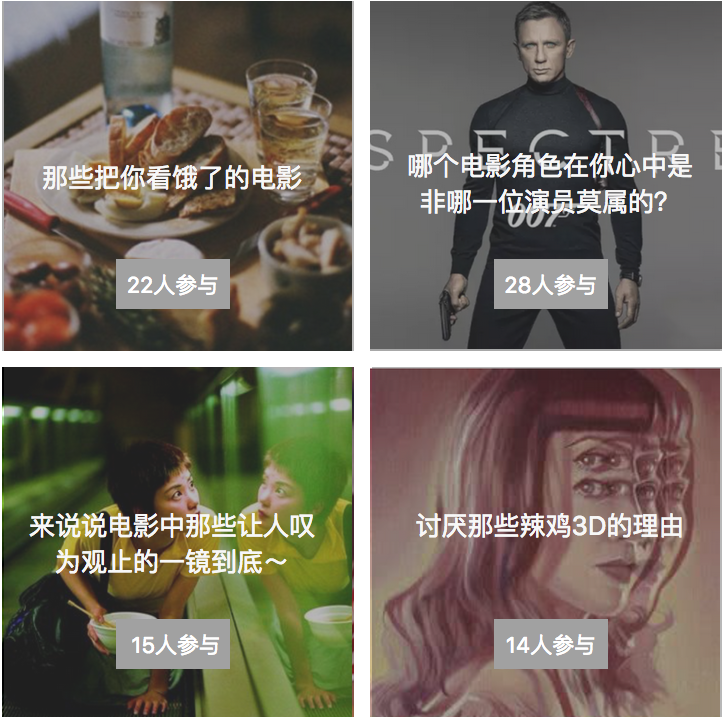 那些把你看饿了的电影
22人参与
SPECTRE
哪个电影角色在你心中是
非哪一位演员莫属的?
007
28人参与
来说说电影中那些让人叹
为观止的一镜到底～
15人参与
讨厌那些辣鸡3D的理由
14人参与